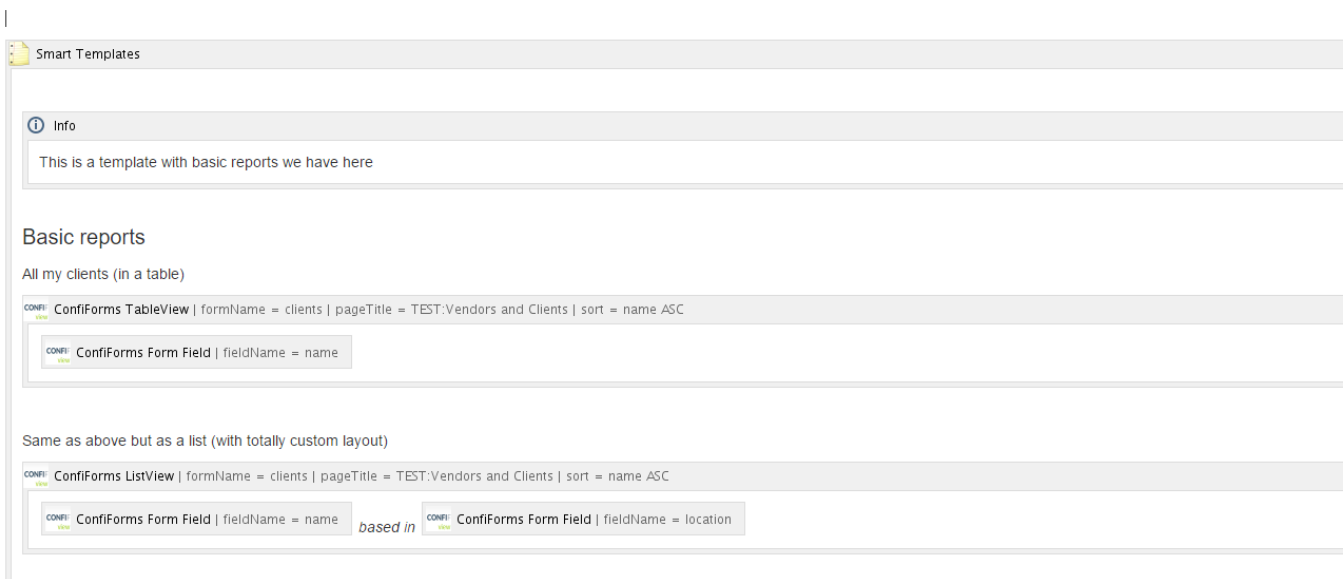 Smart Templates
Info
This is a template with basic reports we have here
Basic reports
All my clients (in a table)
CONFI view ConfiForms TableView | formName = clients | pageTitle = TEST:Vendors and Clients | sort = name ASC
CONFI view ConfiForms Form Field | fieldName = name
Same as above but as a list (with totally custom layout)
CONFI view ConfiForms ListView | formName = clients | pageTitle = TEST:Vendors and Clients | sort = name ASC
CONFI view ConfiForms Form Field | fieldName = name based in CONFI view ConfiForms Form Field | fieldName = location